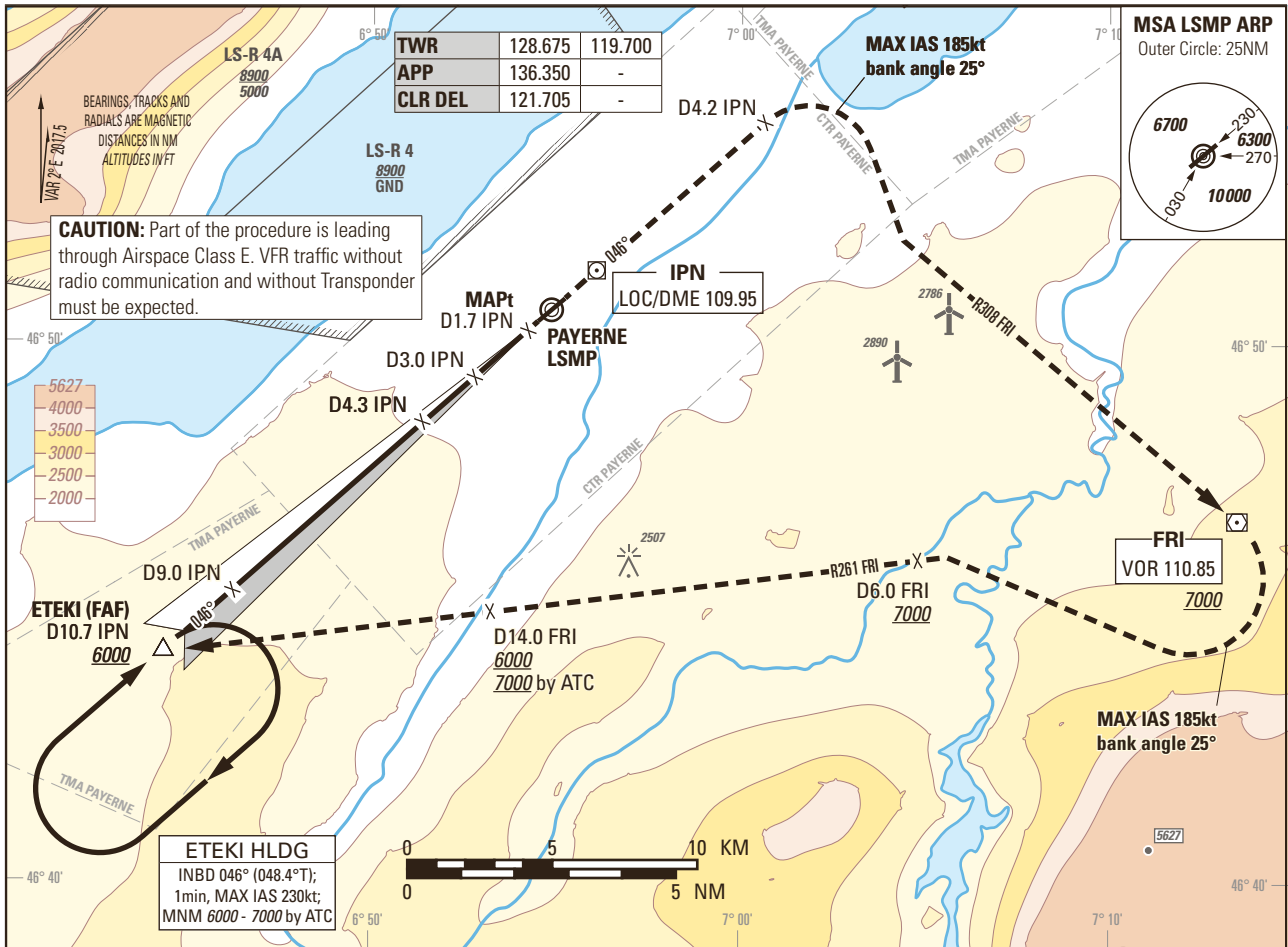 6° 50'
7° 00'
7° 10'
LS-R 4A
8900
5000
TWR 128.675 119.700
APP 136.350 -
CLR DEL 121.705 -
TMA PAYERNE
MAX IAS 185kt
bank angle 25°
MSA LSMP ARP
Outer Circle: 25NM
6700
230
6300
270
10000
030
BEARINGS, TRACKS AND
RADIALS ARE MAGNETIC
DISTANCES IN NM
ALTITUDES IN FT
VAR 2° E 2017.5
LS-R 4
8900
GND
D4.2 IPN
CTR PAYERNE
TMA PAYERNE
CAUTION: Part of the procedure is leading
through Airspace Class E. VFR traffic without
radio communication and without Transponder
must be expected.
046°
IPN
LOC/DME 109.95
MAPt
D1.7 IPN
PAYERNE
LSMP
2786
2890
R308 FRI
46° 50'
46° 50'
D3.0 IPN
D4.3 IPN
5627
4000
3500
3000
2500
2000
CTR PAYERNE
TMA PAYERNE
2507
FRI
VOR 110.85
7000
D9.0 IPN
R261 FRI
D6.0 FRI
7000
ETEKI (FAF)
D10.7 IPN
6000
046°
D14.0 FRI
6000
7000 by ATC
MAX IAS 185kt
bank angle 25°
TMA PAYERNE
ETEKI HLDG
INBD 046° (048.4°T);
1min, MAX IAS 230kt;
MNM 6000 - 7000 by ATC
0 5 10 KM
0 5 NM
5627
46° 40'
46° 40'
6° 50'
7° 00'
7° 10'